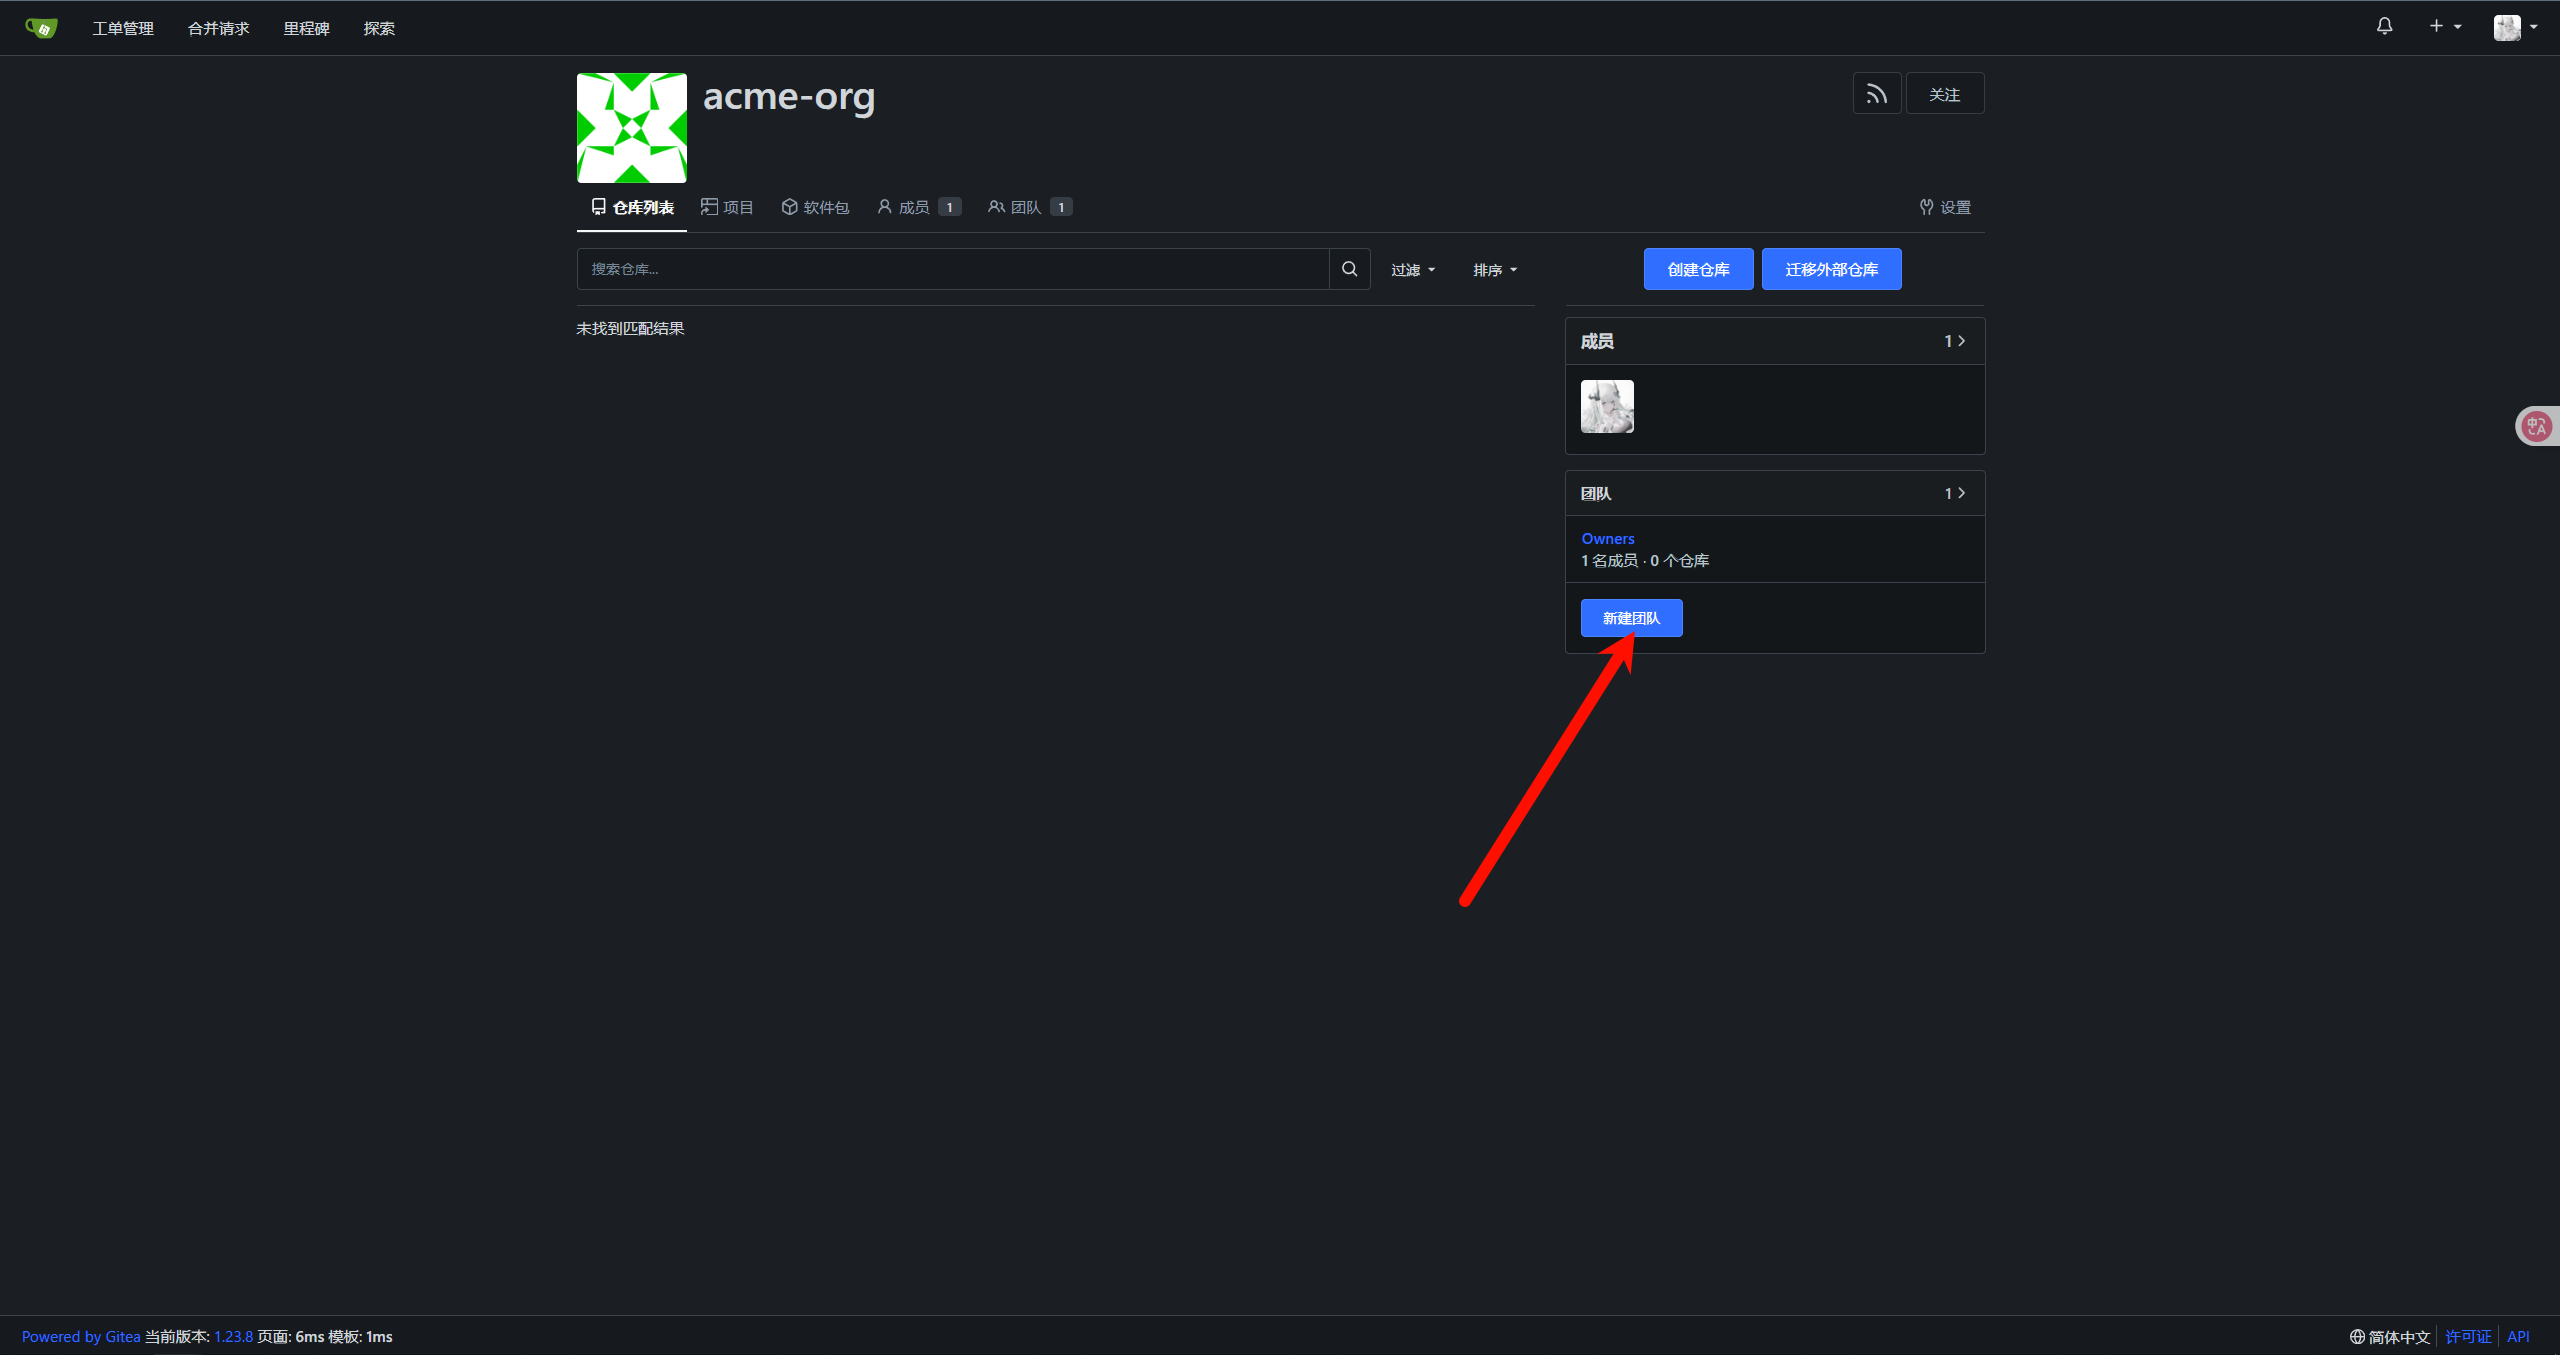 工单管理 合并请求 里程碑 探索
acme-org
关注
仓库列表 项目 软件包 成员 1 团队 1 设置
搜索仓库... 过滤 排序 创建仓库 迁移外部仓库
未找到匹配结果
成员 1
团队 1
Owners
1 名成员 · 0 个仓库
新建团队
Powered by Gitea 当前版本: 1.23.8 页面: 6ms 模板: 1ms 简体中文 许可证 API